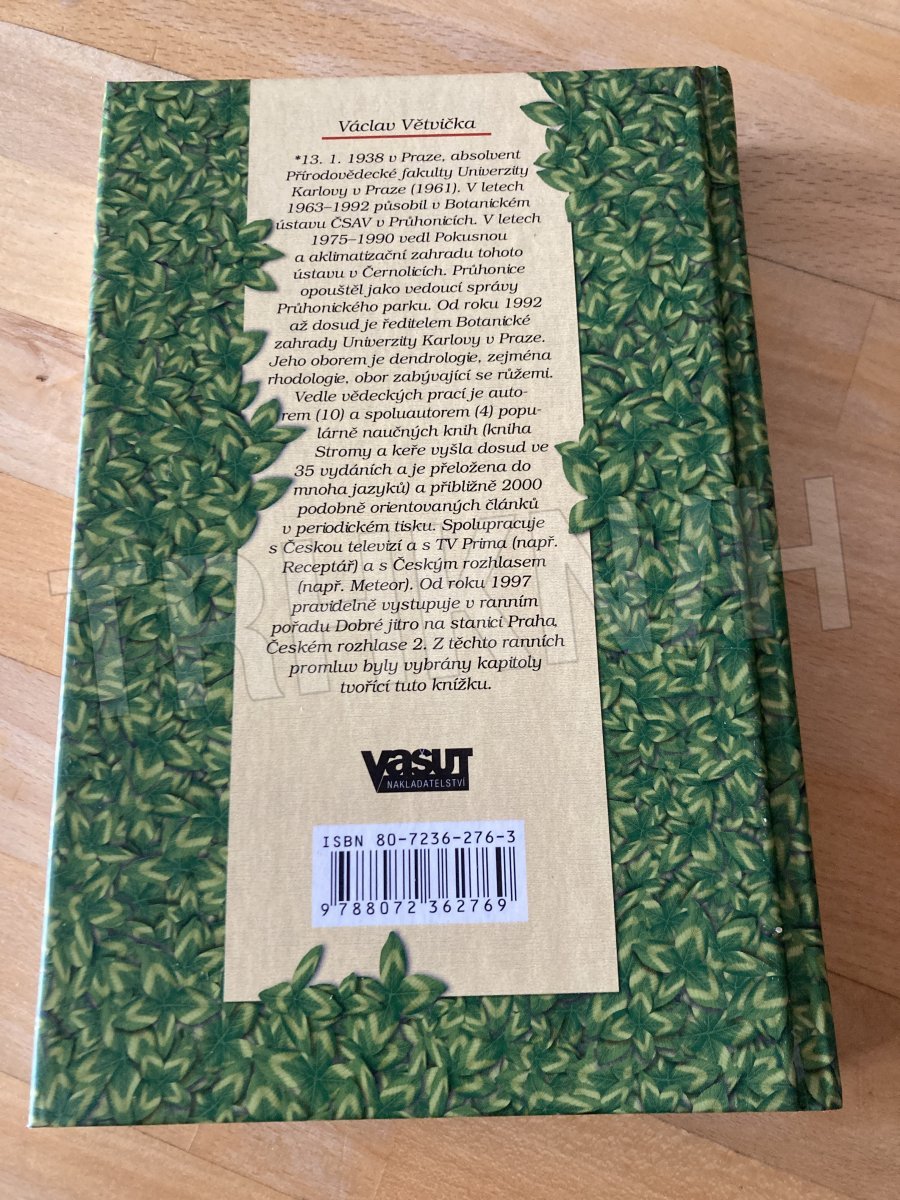 Václav Větvička
*13. 1. 1938 v Praze, absolvent
Přírodovědecké fakulty Univerzity
Karlovy v Praze (1961). V letech
1963–1992 působil v Botanickém
ústavu ČSAV v Průhonicích. V letech
1975–1990 vedl Pokusnou
a aklimatizační zahradu tohoto
ústavu v Černolicích. Průhonice
opouštěl jako vedoucí správy
Průhonického parku. Od roku 1992
až dosud je ředitelem Botanické
zahrady Univerzity Karlovy v Praze.
Jeho oborem je dendrologie, zejména
rhodologie, obor zabývající se růžemi.
Vedle vědeckých prací je auto-
rem (10) a spoluautorem (4) popu-
lárně naučných knih (kniha
Stromy a keře vyšla dosud ve
35 vydáních a je přeložena do
mnoha jazyků) a přibližně 2000
podobně orientovaných článků
v periodickém tisku. Spolupracuje
s Českou televizí a s TV Prima (např.
Receptář) a s Českým rozhlasem
(např. Meteor). Od roku 1997
pravidelně vystupuje v ranním
pořadu Dobré jitro na stanici Praha,
Českém rozhlase 2. Z těchto ranních
promluv byly vybrány kapitoly
tvořící tuto knížku.
VAŠUT
NAKLADATELSTVÍ
ISBN 80-7236-276-3
9 788072 362769